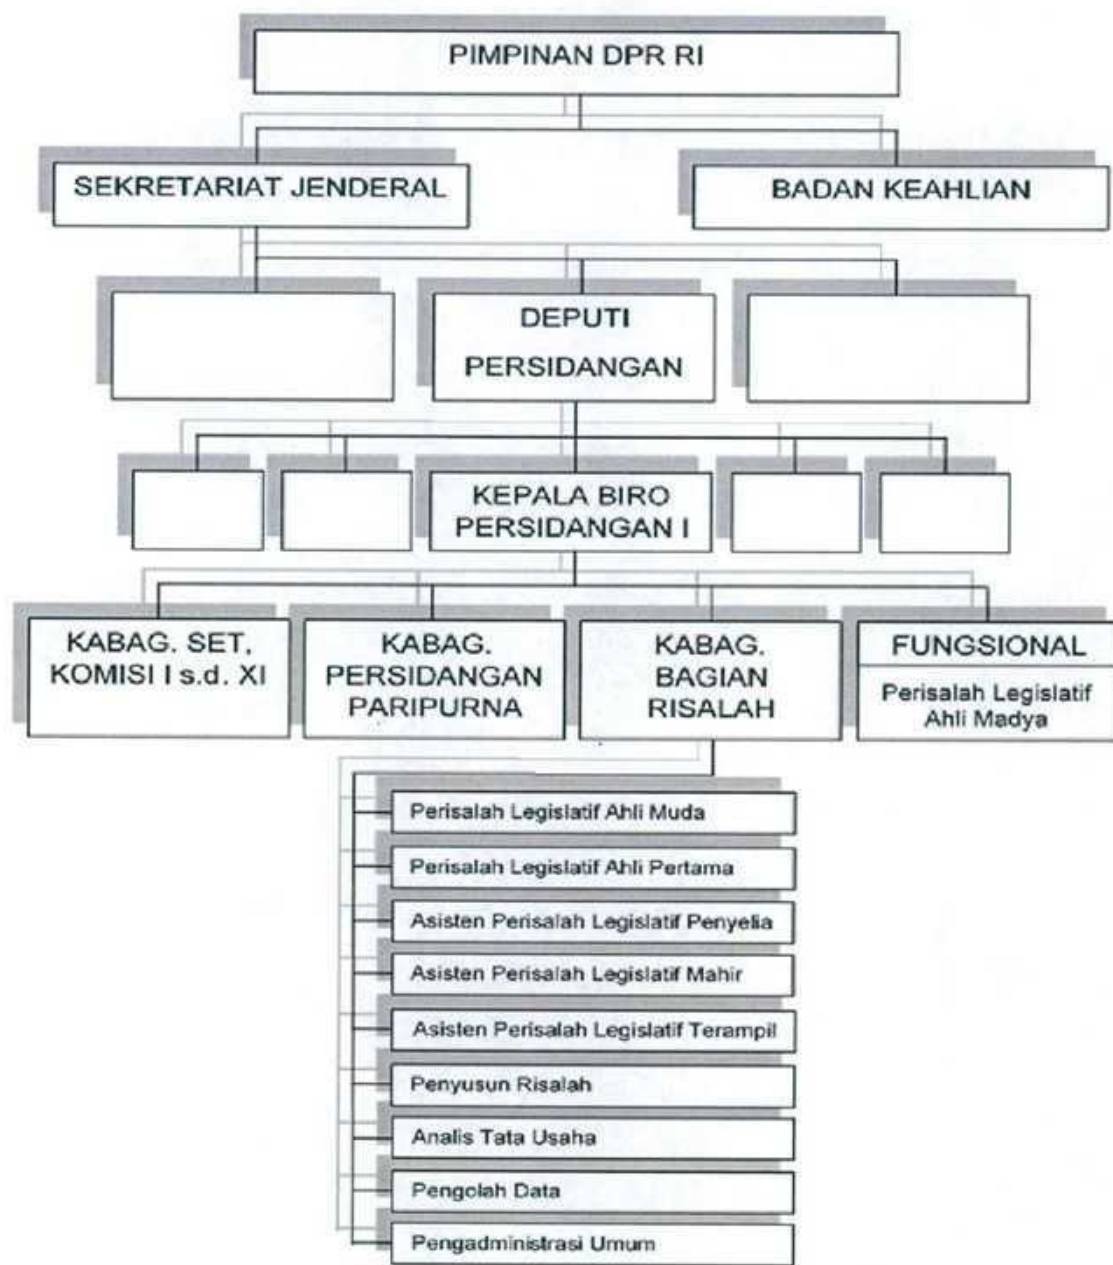 PIMPINAN DPR RI
SEKRETARIAT JENDERAL
BADAN KEAHLIAN
DEPUTI
PERSIDANGAN
KEPALA BIRO
PERSIDANGAN I
KABAG. SET.
KOMISI I s.d. XI
KABAG.
PERSIDANGAN
PARIPURNA
KABAG.
BAGIAN
RISALAH
FUNGSIONAL
Perisalah Legislatif
Ahli Madya
Perisalah Legislatif Ahli Muda
Perisalah Legislatif Ahli Pertama
Asisten Perisalah Legislatif Penyelia
Asisten Perisalah Legislatif Mahir
Asisten Perisalah Legislatif Terampil
Penyusun Risalah
Analis Tata Usaha
Pengolah Data
Pengadministrasi Umum